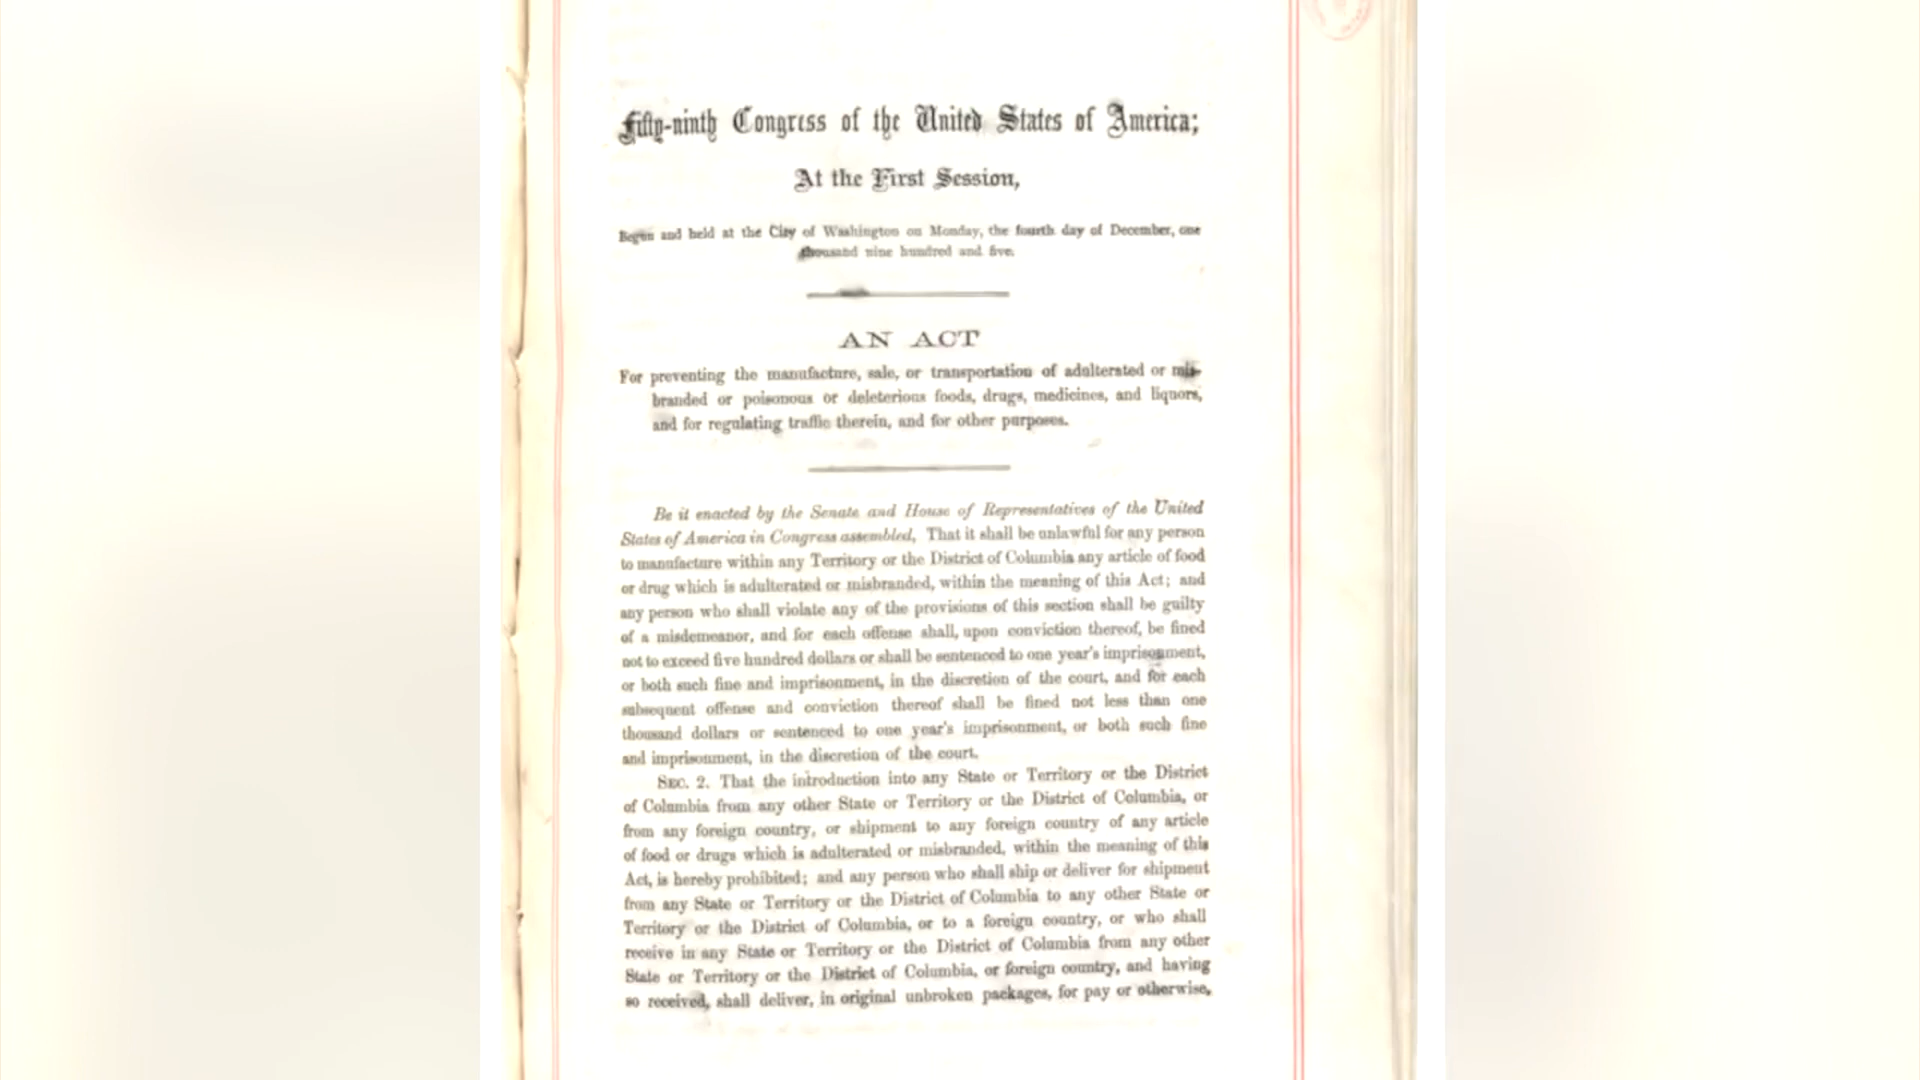 Fifty-ninth Congress of the United States of America;
At the First Session,
Begun and held at the City of Washington on Monday, the fourth day of December, one
thousand nine hundred and five.
AN ACT
For preventing the manufacture, sale, or transportation of adulterated or mis-
branded or poisonous or deleterious foods, drugs, medicines, and liquors,
and for regulating traffic therein, and for other purposes.
Be it enacted by the Senate and House of Representatives of the United
States of America in Congress assembled, That it shall be unlawful for any person
to manufacture within any Territory or the District of Columbia any article of food
or drug which is adulterated or misbranded, within the meaning of this Act; and
any person who shall violate any of the provisions of this section shall be guilty
of a misdemeanor, and for each offense shall, upon conviction thereof, be fined
not to exceed five hundred dollars or shall be sentenced to one year's imprisonment,
or both such fine and imprisonment, in the discretion of the court, and for each
subsequent offense and conviction thereof shall be fined not less than one
thousand dollars or sentenced to one year's imprisonment, or both such fine
and imprisonment, in the discretion of the court.
SEC. 2. That the introduction into any State or Territory or the District
of Columbia from any other State or Territory or the District of Columbia, or
from any foreign country, or shipment to any foreign country of any article
of food or drugs which is adulterated or misbranded, within the meaning of this
Act, is hereby prohibited; and any person who shall ship or deliver for shipment
from any State or Territory or the District of Columbia to any other State or
Territory or the District of Columbia, or to a foreign country, or who shall
receive in any State or Territory or the District of Columbia from any other
State or Territory or the District of Columbia, or foreign country, and having
so received, shall deliver, in original unbroken packages, for pay or otherwise,